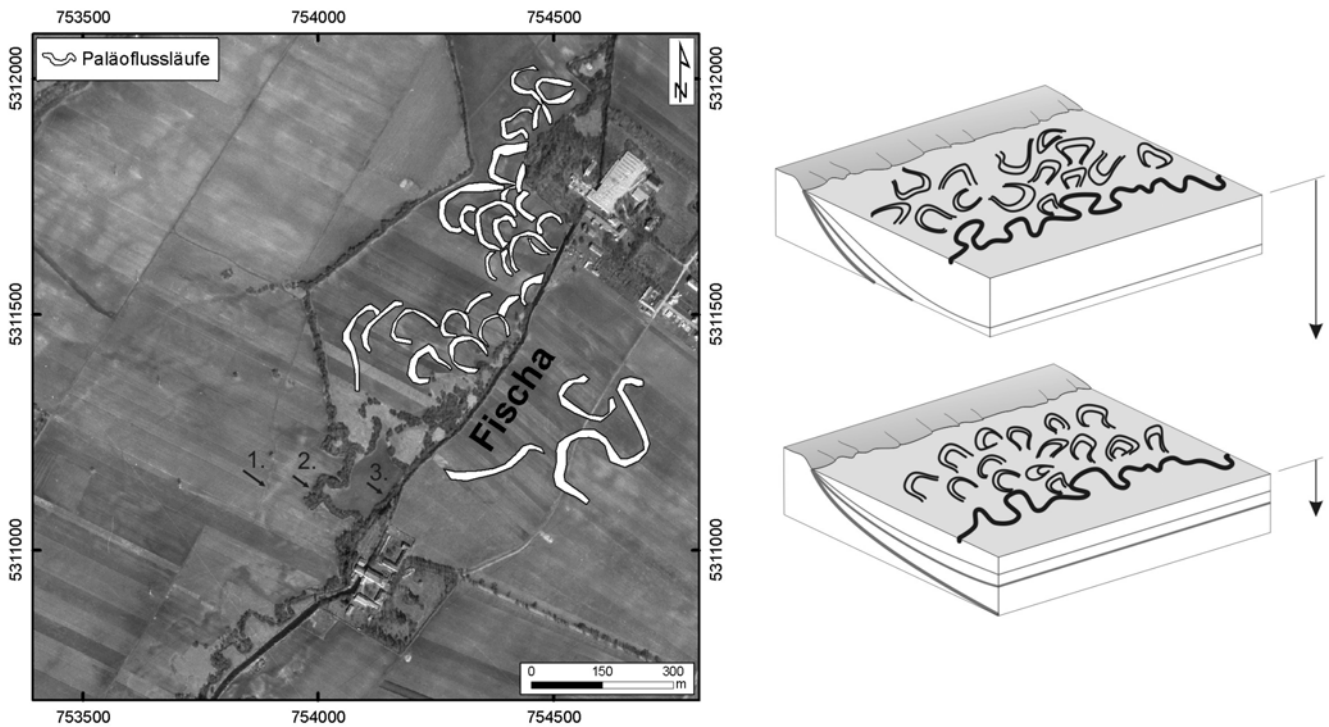 753500 754000 754500
Paläoflussläufe
N
5312000 5312000
5311500 5311500
Fischa
1. 2. 3.
5311000 5311000
0 150 300
m
753500 754000 754500